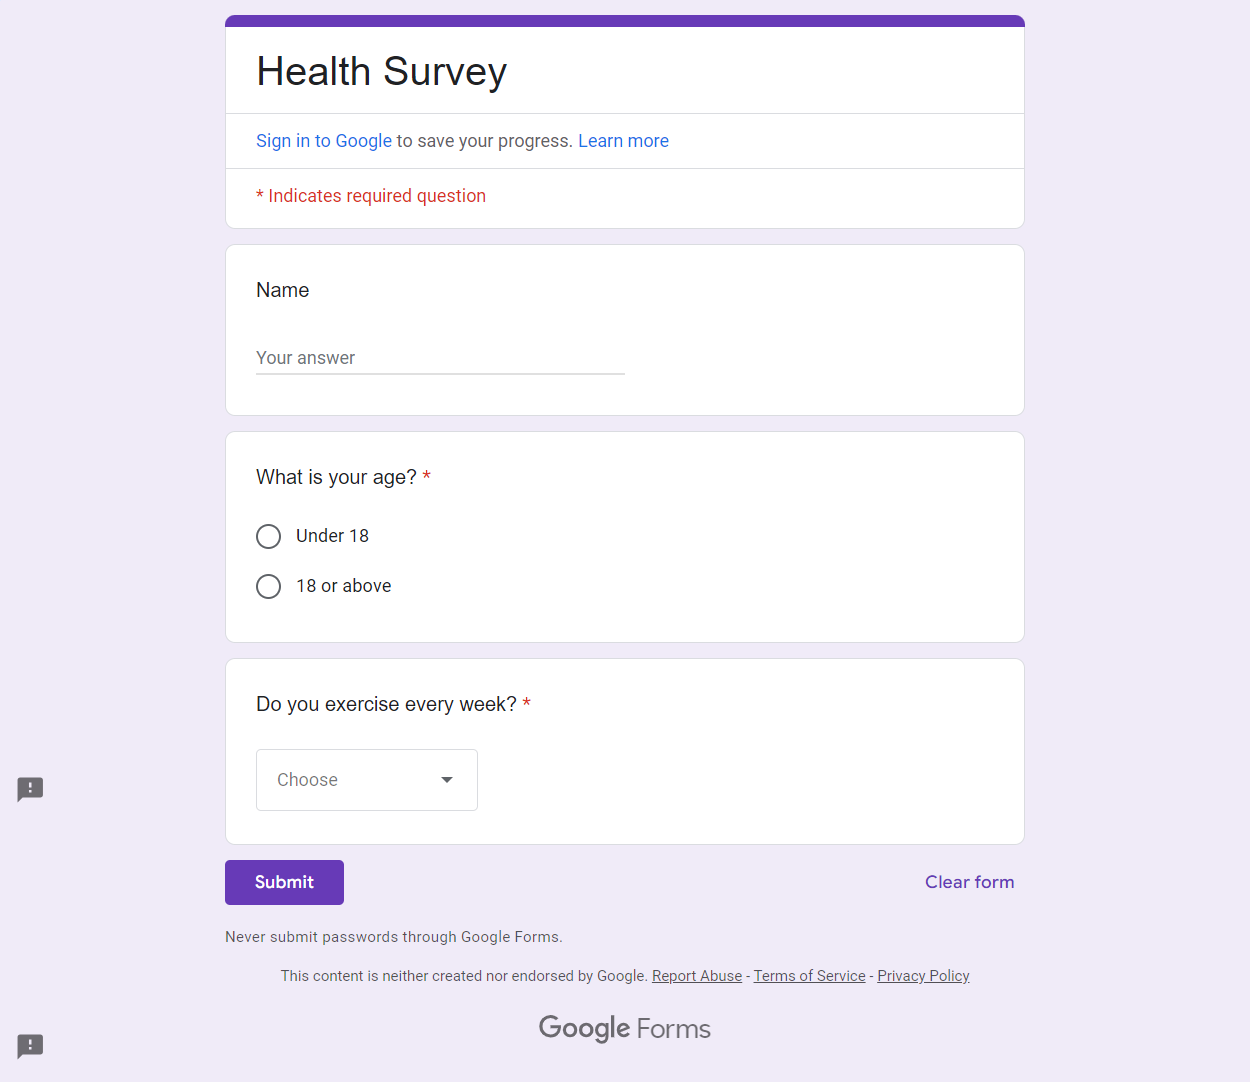 Health Survey
Sign in to Google to save your progress. Learn more
* Indicates required question
Name
Your answer
What is your age? *
Under 18
18 or above
Do you exercise every week? *
Choose
Submit
Clear form
Never submit passwords through Google Forms.
This content is neither created nor endorsed by Google. Report Abuse - Terms of Service - Privacy Policy
Google Forms